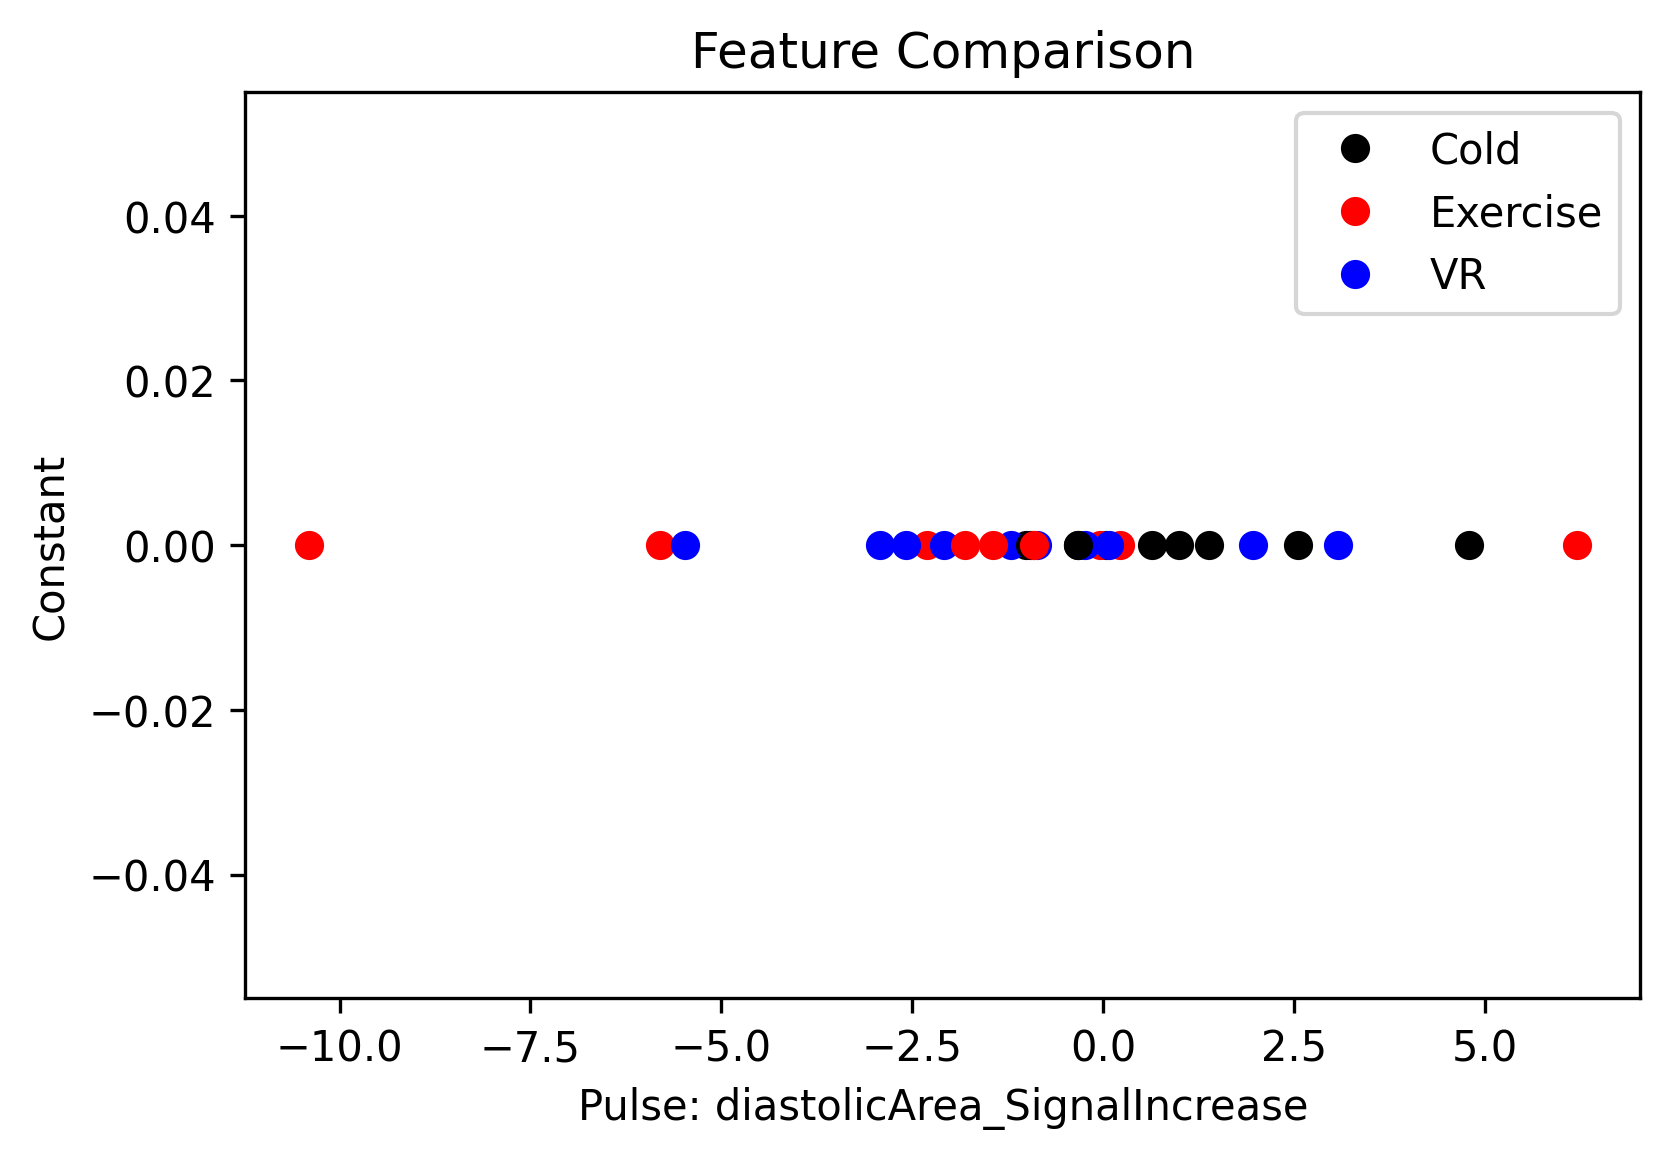 Feature Comparison
Cold
Exercise
VR
0.04
0.02
0.00
−0.02
−0.04
Constant
−10.0 −7.5 −5.0 −2.5 0.0 2.5 5.0
Pulse: diastolicArea_SignalIncrease